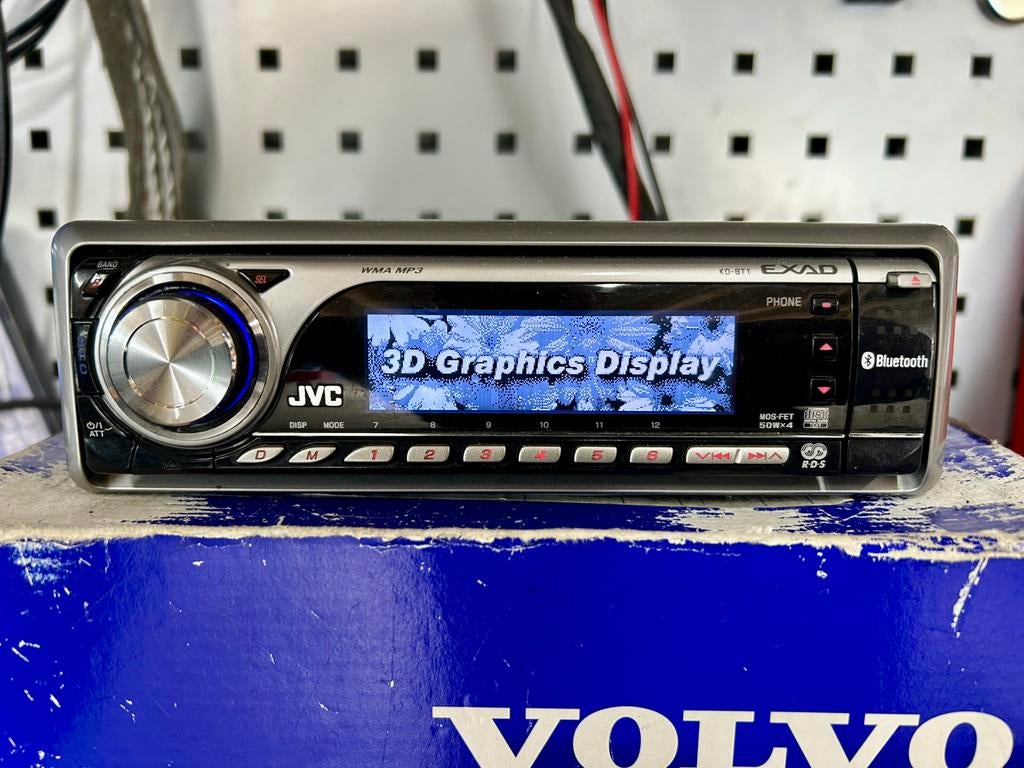 BAND
SEL
WMA MP3
KD-BT1 EXAD
PHONE
3D Graphics Display
Bluetooth
JVC
DISP MODE 7 8 9 10 11 12
MOS-FET
50W×4
TEXT
ATT
D M 1 2 3 4 5 6
R·D·S
VOLVO